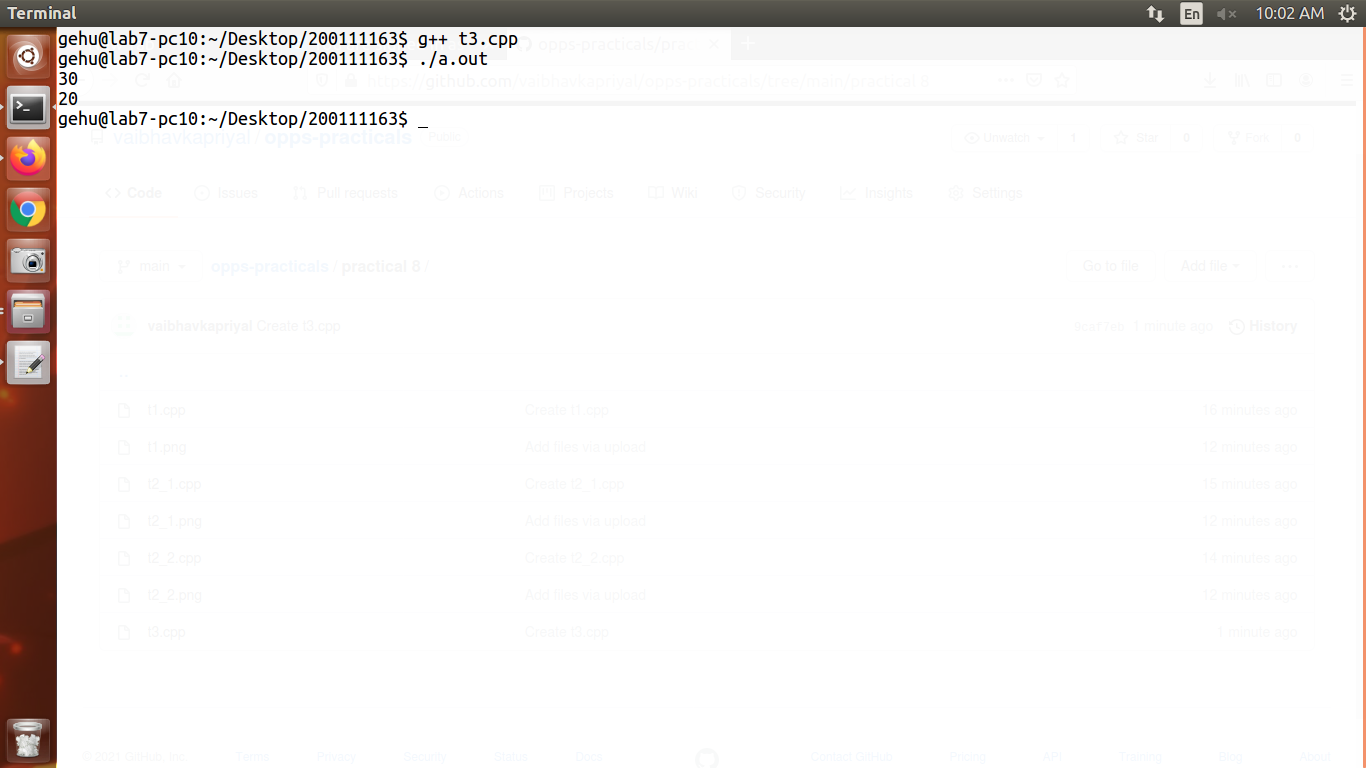 Terminal
En
10:02 AM
gehu@lab7-pc10:~/Desktop/200111163$ g++ t3.cpp
gehu@lab7-pc10:~/Desktop/200111163$ ./a.out
30
20
gehu@lab7-pc10:~/Desktop/200111163$ _
https://github.com/vaibhavkapriyal/opps-practicals/tree/main/practical 8
vaibhavkapriyal / opps-practicals Public
Unwatch 1 Star 0 Fork 0
Code Issues Pull requests Actions Projects Wiki Security Insights Settings
main opps-practicals / practical 8 / Go to file Add file ...
vaibhavkapriyal Create t3.cpp 1 minute ago History
..
t1.cpp Create t1.cpp 16 minutes ago
t1.png Add files via upload 12 minutes ago
t2_1.cpp Create t2_1.cpp 15 minutes ago
t2_1.png Add files via upload 12 minutes ago
t2_2.cpp Create t2_2.cpp 14 minutes ago
t2_2.png Add files via upload 12 minutes ago
t3.cpp Create t3.cpp 1 minute ago
© 2021 GitHub, Inc. Terms Privacy Security Status Docs Contact GitHub Pricing API Training Blog About